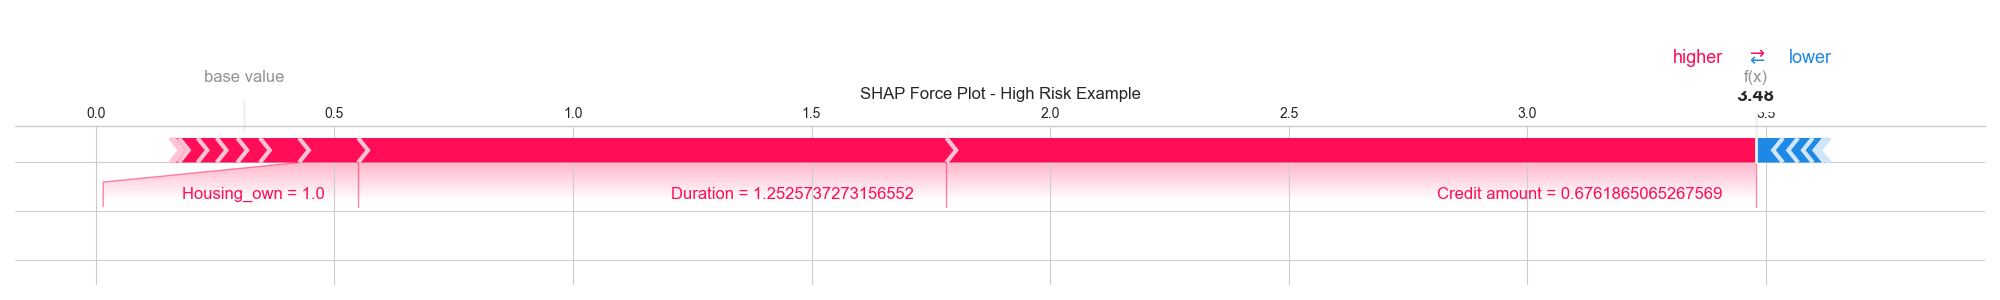 higher ⇄ lower
base value
f(x)
SHAP Force Plot - High Risk Example
3.48
0.0 0.5 1.0 1.5 2.0 2.5 3.0 3.5
Housing_own = 1.0 Duration = 1.2525737273156552 Credit amount = 0.6761865065267569